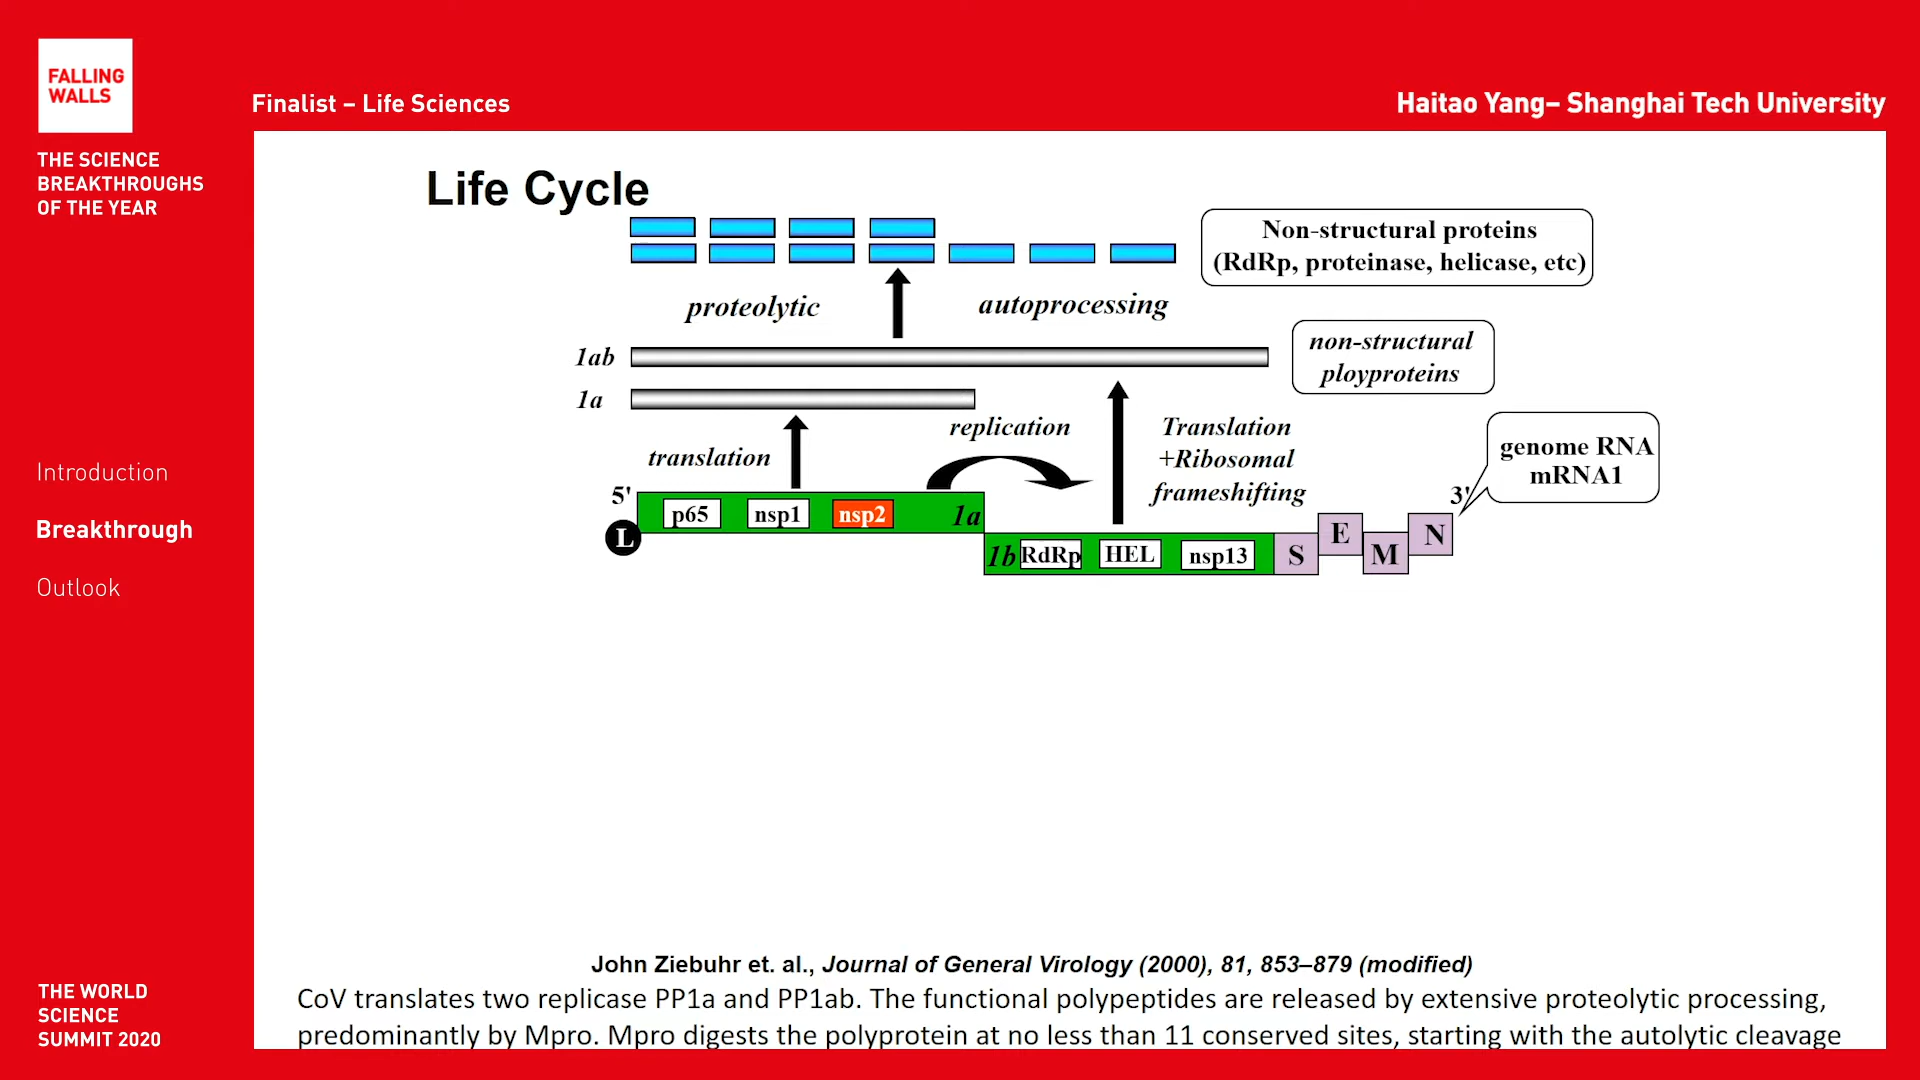 FALLING
WALLS
THE SCIENCE
BREAKTHROUGHS
OF THE YEAR
Finalist – Life Sciences
Haitao Yang– Shanghai Tech University
Introduction
Breakthrough
Outlook
THE WORLD
SCIENCE
SUMMIT 2020
Life Cycle
Non-structural proteins
(RdRp, proteinase, helicase, etc)
proteolytic
autoprocessing
1ab
non-structural
ployproteins
1a
translation
replication
Translation
+Ribosomal
frameshifting
genome RNA
mRNA1
5'
3'
L
p65
nsp1
nsp2
1a
1b
RdRp
HEL
nsp13
S
E
M
N
John Ziebuhr et. al., Journal of General Virology (2000), 81, 853–879 (modified)
CoV translates two replicase PP1a and PP1ab. The functional polypeptides are released by extensive proteolytic processing,
predominantly by Mpro. Mpro digests the polyprotein at no less than 11 conserved sites, starting with the autolytic cleavage